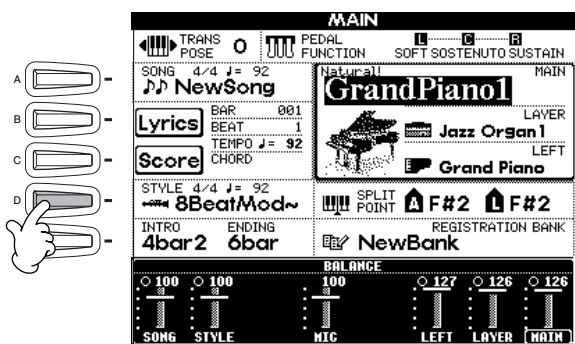 MAIN
TRANSPOSE 0 PEDAL FUNCTION L C R
SOFT SOSTENUTO SUSTAIN
A
SONG 4/4 ♩= 92
NewSong
Natural! MAIN
GrandPiano1
B
Lyrics BAR 001
BEAT 1
LAYER
Jazz Organ1
C
Score TEMPO ♩= 92
CHORD
LEFT
Grand Piano
D
STYLE 4/4 ♩= 92
8BeatMod~
SPLIT POINT A F#2 L F#2
INTRO ENDING
4bar2 6bar
REGISTRATION BANK
NewBank
BALANCE
100 100 100 127 126 126
SONG STYLE MIC LEFT LAYER MAIN